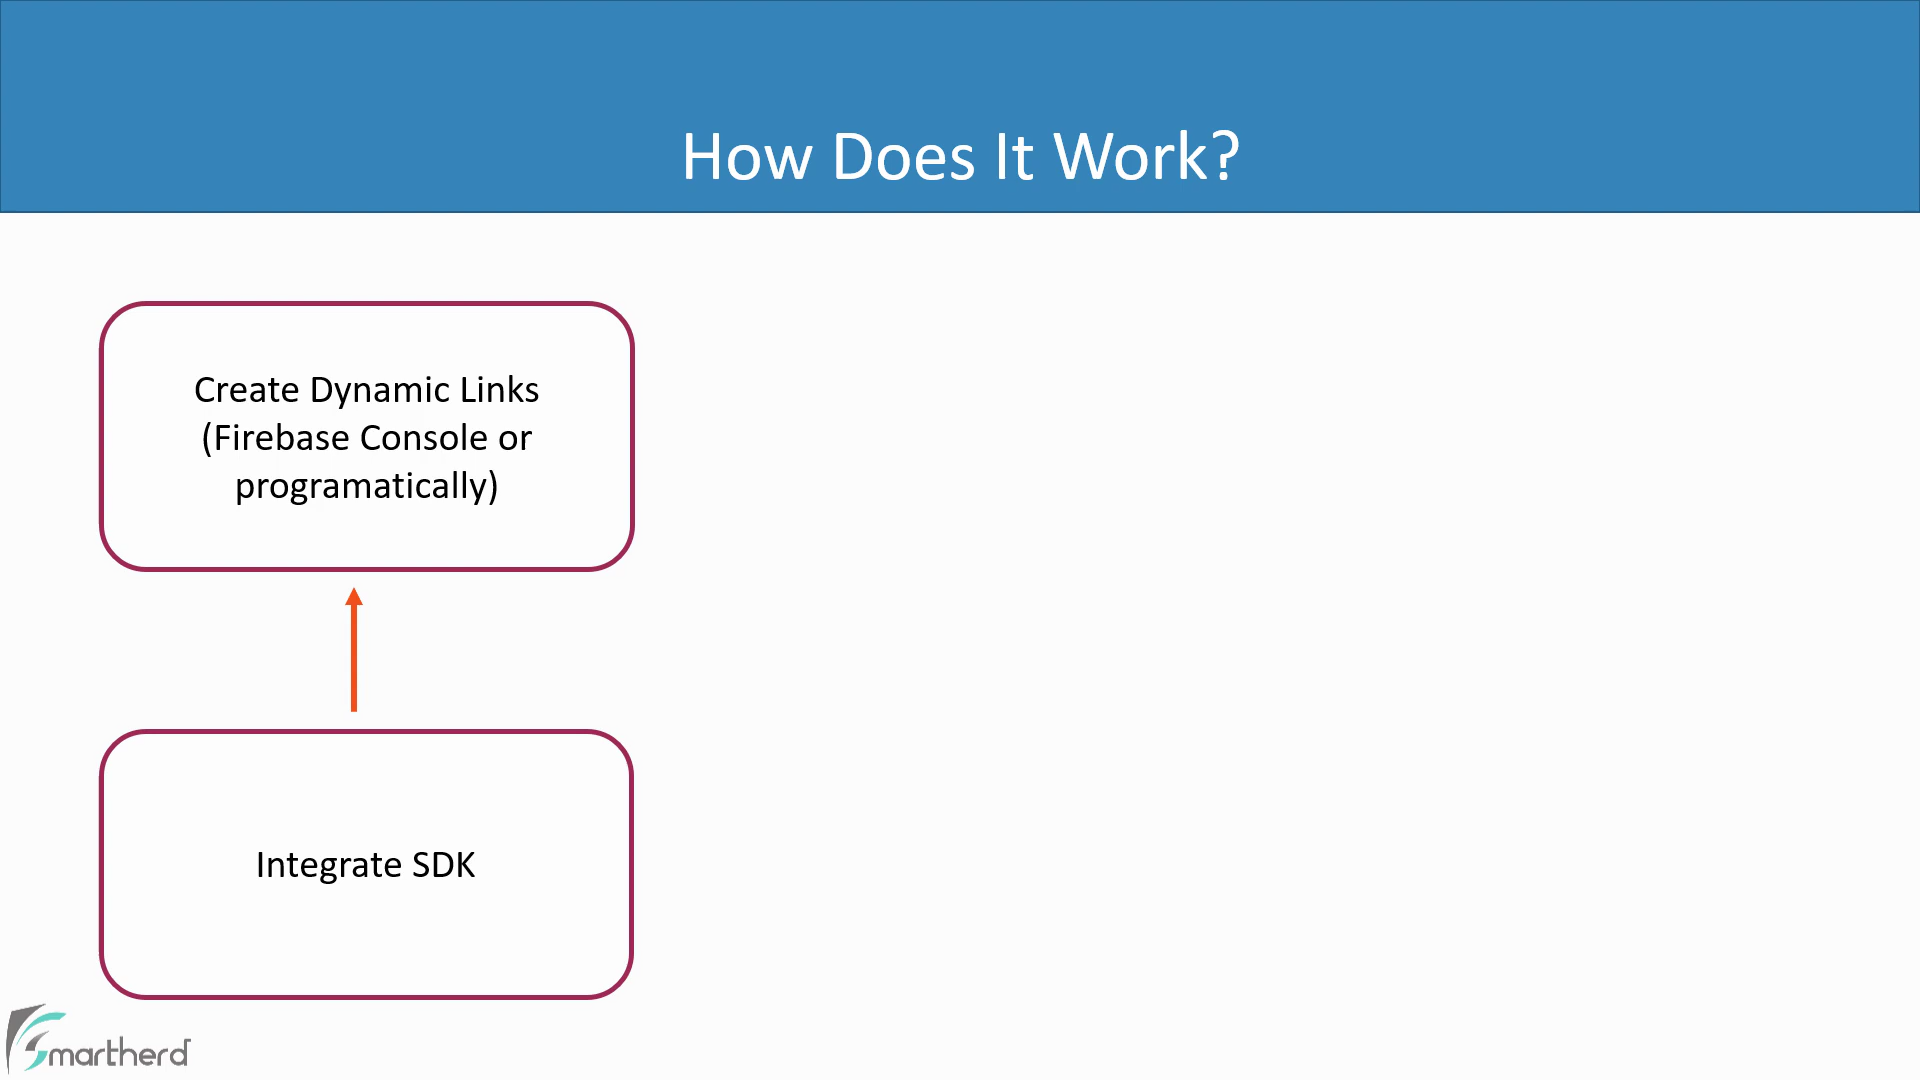 How Does It Work?
Create Dynamic Links
(Firebase Console or
programatically)
Integrate SDK
Smartherd